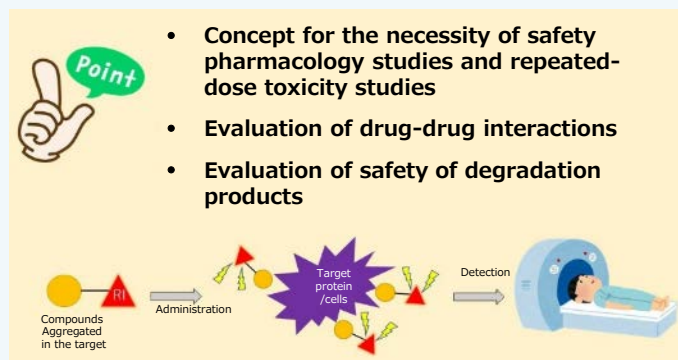 Point
• Concept for the necessity of safety
pharmacology studies and repeated-
dose toxicity studies
• Evaluation of drug-drug interactions
• Evaluation of safety of degradation
products
RI
Compounds
Aggregated
in the target
Administration
Target
protein
/cells
Detection